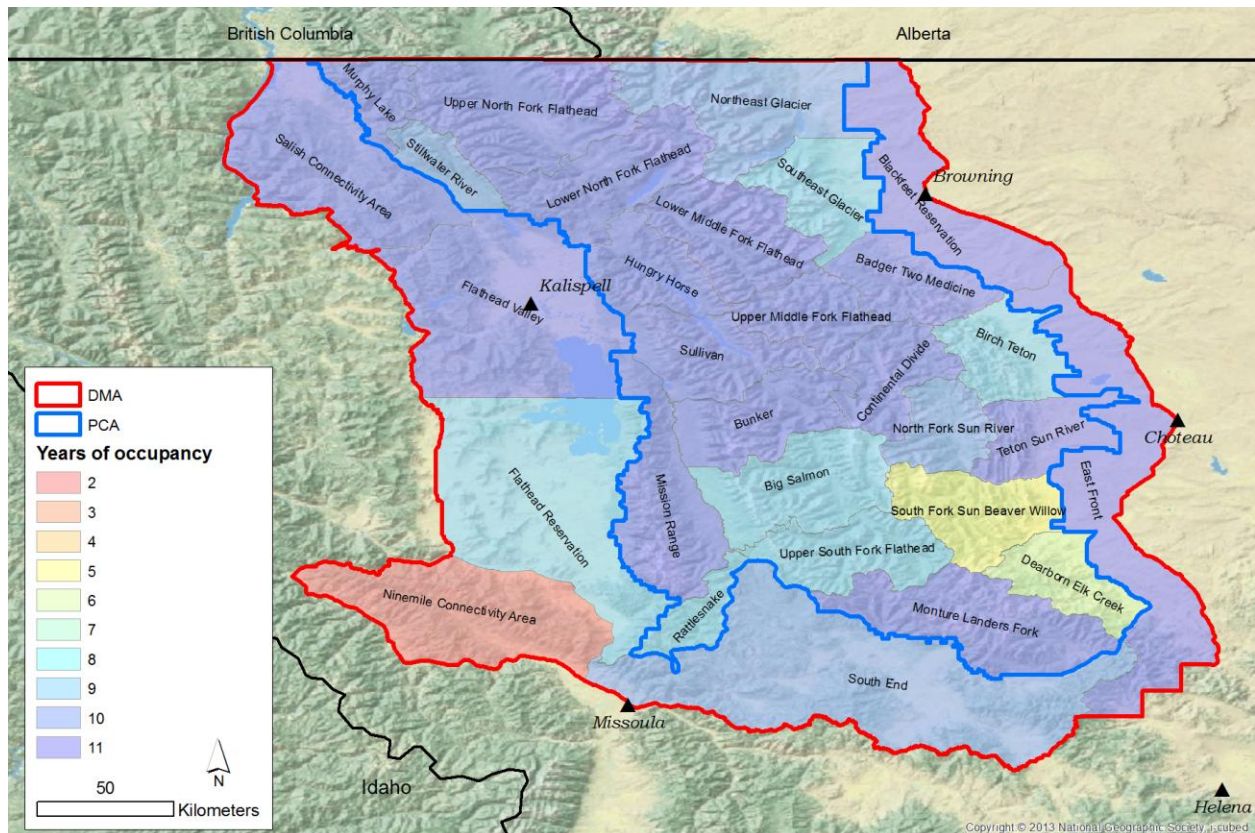 British Columbia
Alberta
Murphy Lake
Upper North Fork Flathead
Northeast Glacier
Stillwater River
Salish Connectivity Area
Lower North Fork Flathead
Southeast Glacier
Blackfeet Reservation
Browning
Lower Middle Fork Flathead
Badger Two Medicine
Hungry Horse
Kalispell
Flathead Valley
Upper Middle Fork Flathead
Sullivan
Birch Teton
Continental Divide
Bunker
North Fork Sun River
Teton Sun River
Choteau
East Front
Flathead Reservation
Mission Range
Big Salmon
South Fork Sun Beaver Willow
Upper South Fork Flathead
Dearborn Elk Creek
Ninemile Connectivity Area
Rattlesnake
Monture Landers Fork
South End
Missoula
Idaho
Helena
DMA
PCA
Years of occupancy
2
3
4
5
6
7
8
9
10
11
N
50
Kilometers
Copyright © 2013 National Geographic Society, i-cubed